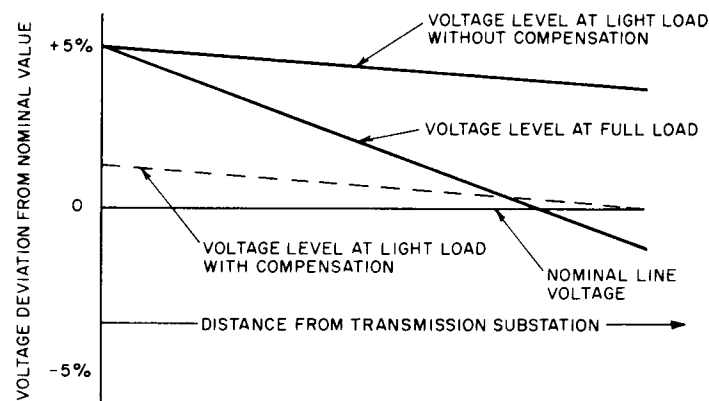 VOLTAGE DEVIATION FROM NOMINAL VALUE
+5%
0
−5%
VOLTAGE LEVEL AT LIGHT LOAD
WITHOUT COMPENSATION
VOLTAGE LEVEL AT FULL LOAD
VOLTAGE LEVEL AT LIGHT LOAD
WITH COMPENSATION
NOMINAL LINE
VOLTAGE
DISTANCE FROM TRANSMISSION SUBSTATION